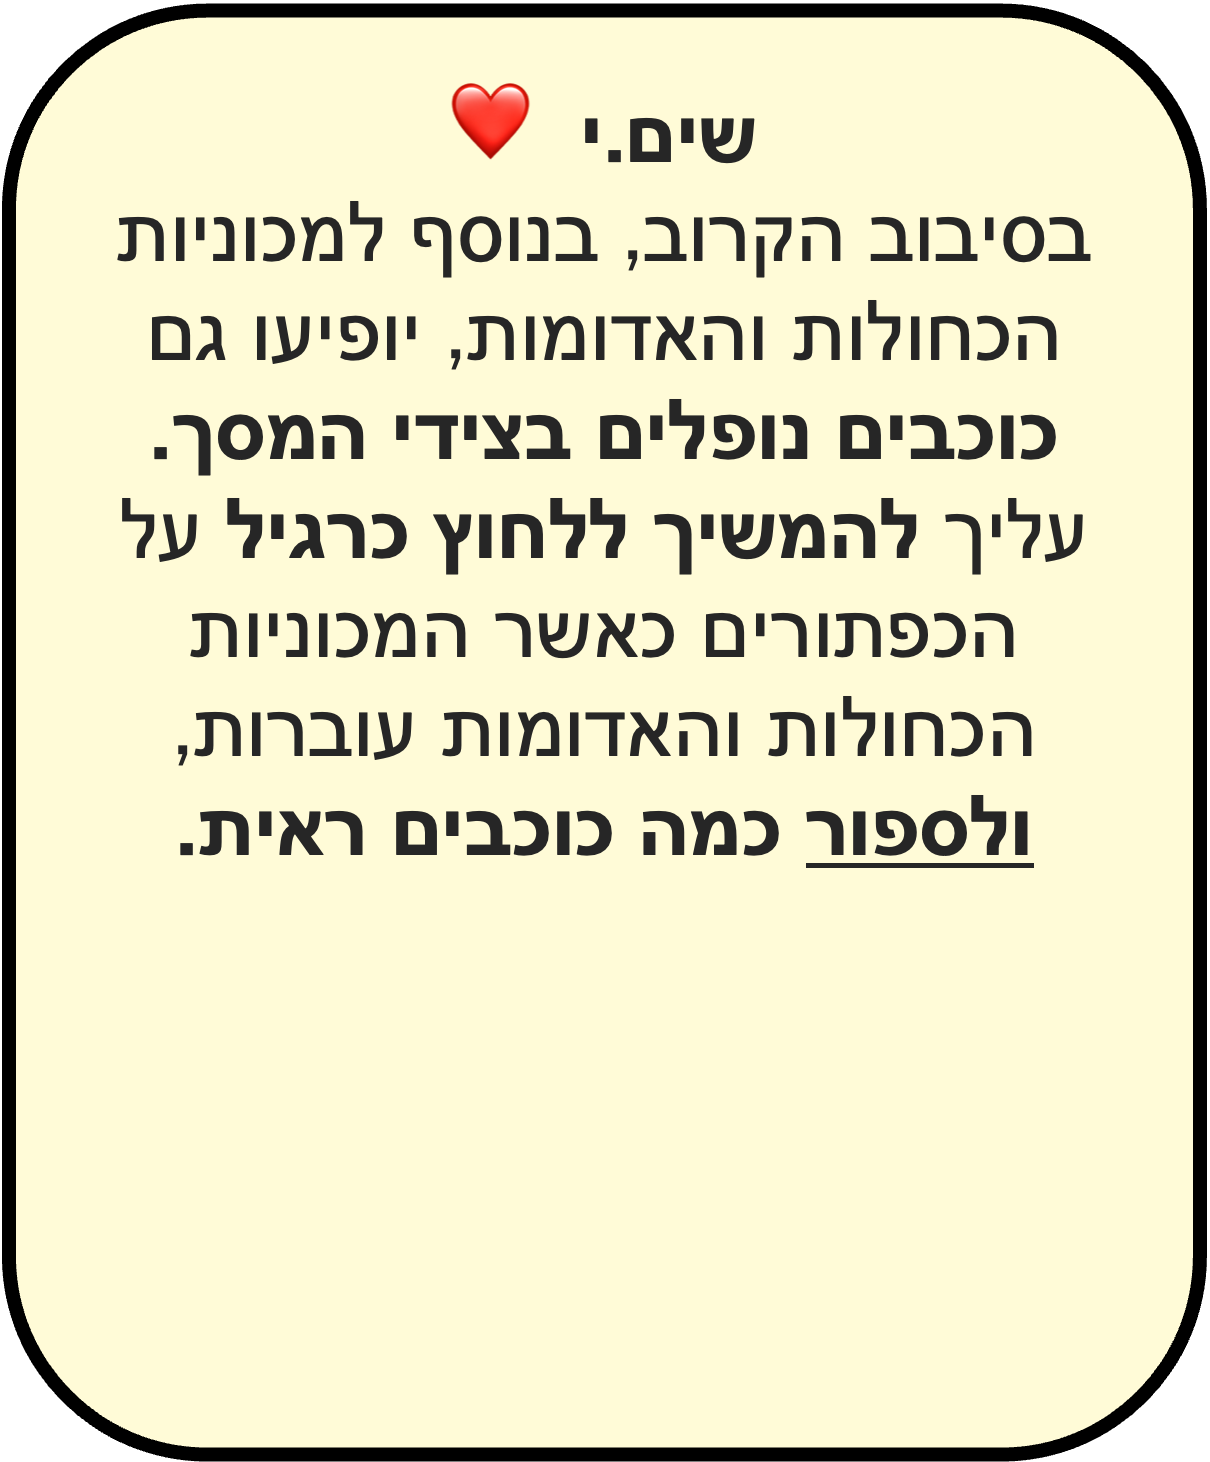 שים.י ❤️
בסיבוב הקרוב, בנוסף למכוניות
הכחולות והאדומות, יופיעו גם
כוכבים נופלים בצידי המסך.
עליך להמשיך ללחוץ כרגיל על
הכפתורים כאשר המכוניות
הכחולות והאדומות עוברות,
ולספור כמה כוכבים ראית.